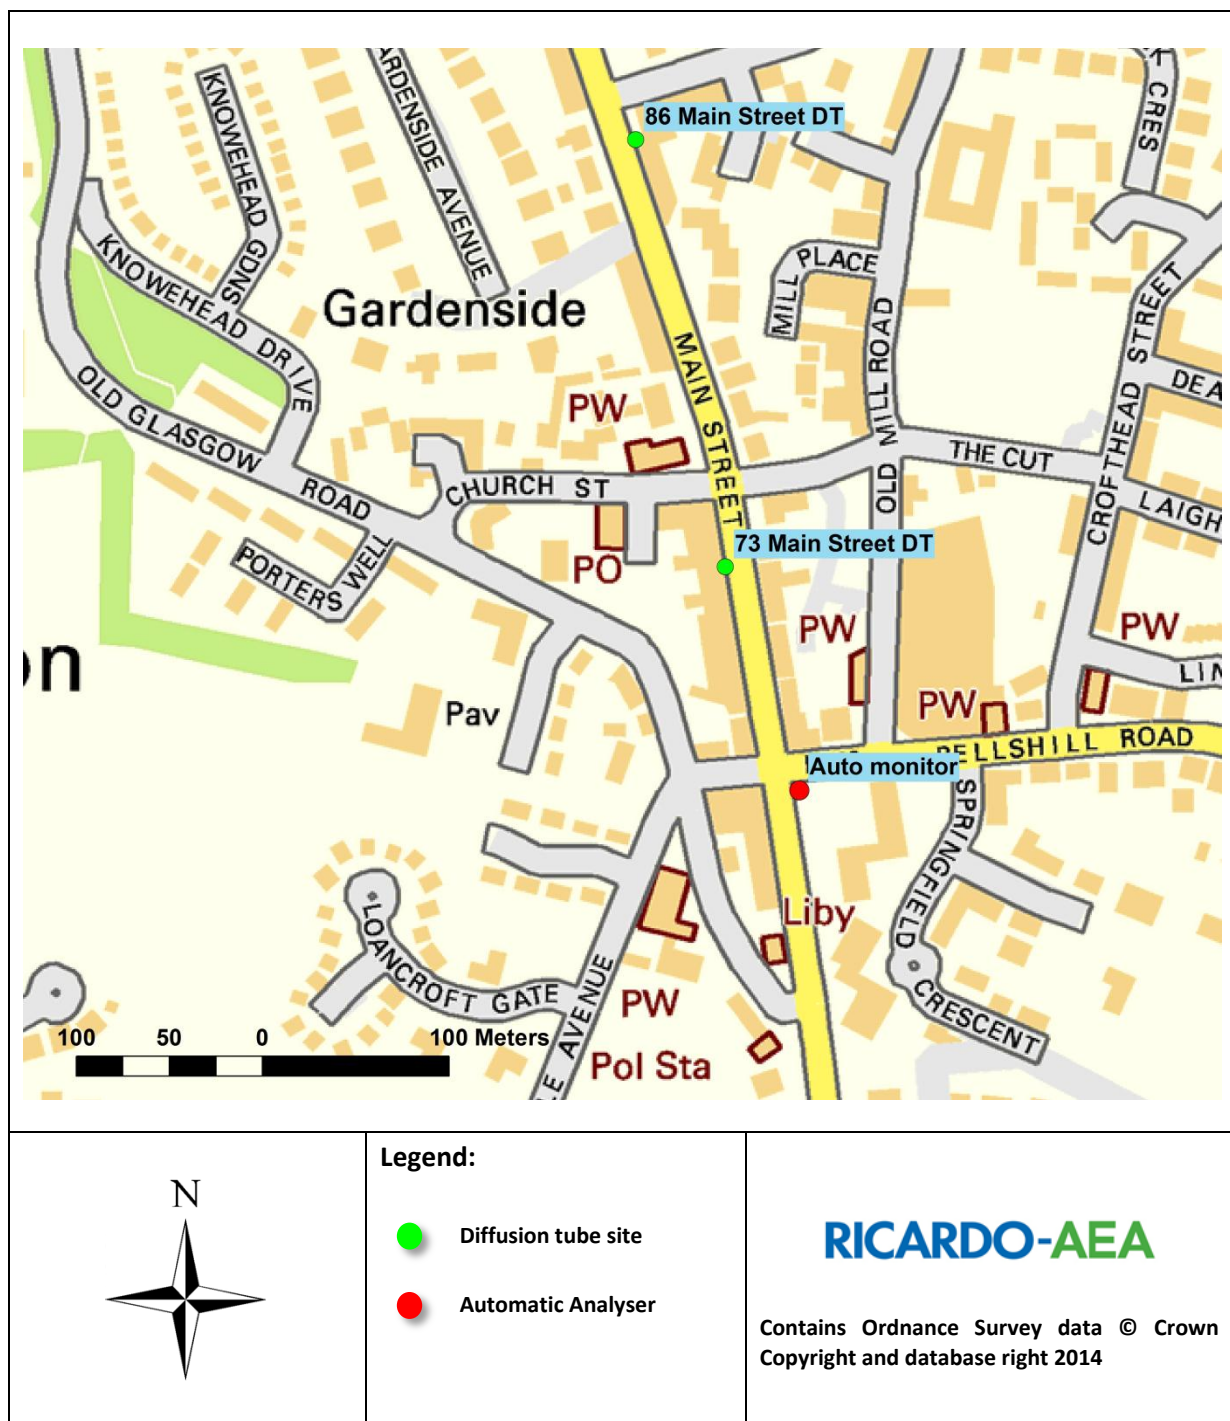 KNOWEHEAD GDNS
ARDENSIDE AVENUE
CRES
86 Main Street DT
KNOWEHEAD DRIVE
MILL PLACE
Gardenside
MAIN STREET
OLD MILL ROAD
CROFTHEAD STREET
DEA
OLD GLASGOW ROAD
PW
THE CUT
CHURCH ST
LAIGH
PORTERS WELL
PO
73 Main Street DT
PW
PW
on
LIN
Pav
PW
BELLSHILL ROAD
Auto monitor
SPRINGFIELD CRESCENT
Liby
LOANCROFT GATE
LE AVENUE
PW
Pol Sta
100 50 0 100 Meters
N
Legend:
Diffusion tube site
Automatic Analyser
RICARDO-AEA
Contains Ordnance Survey data © Crown
Copyright and database right 2014